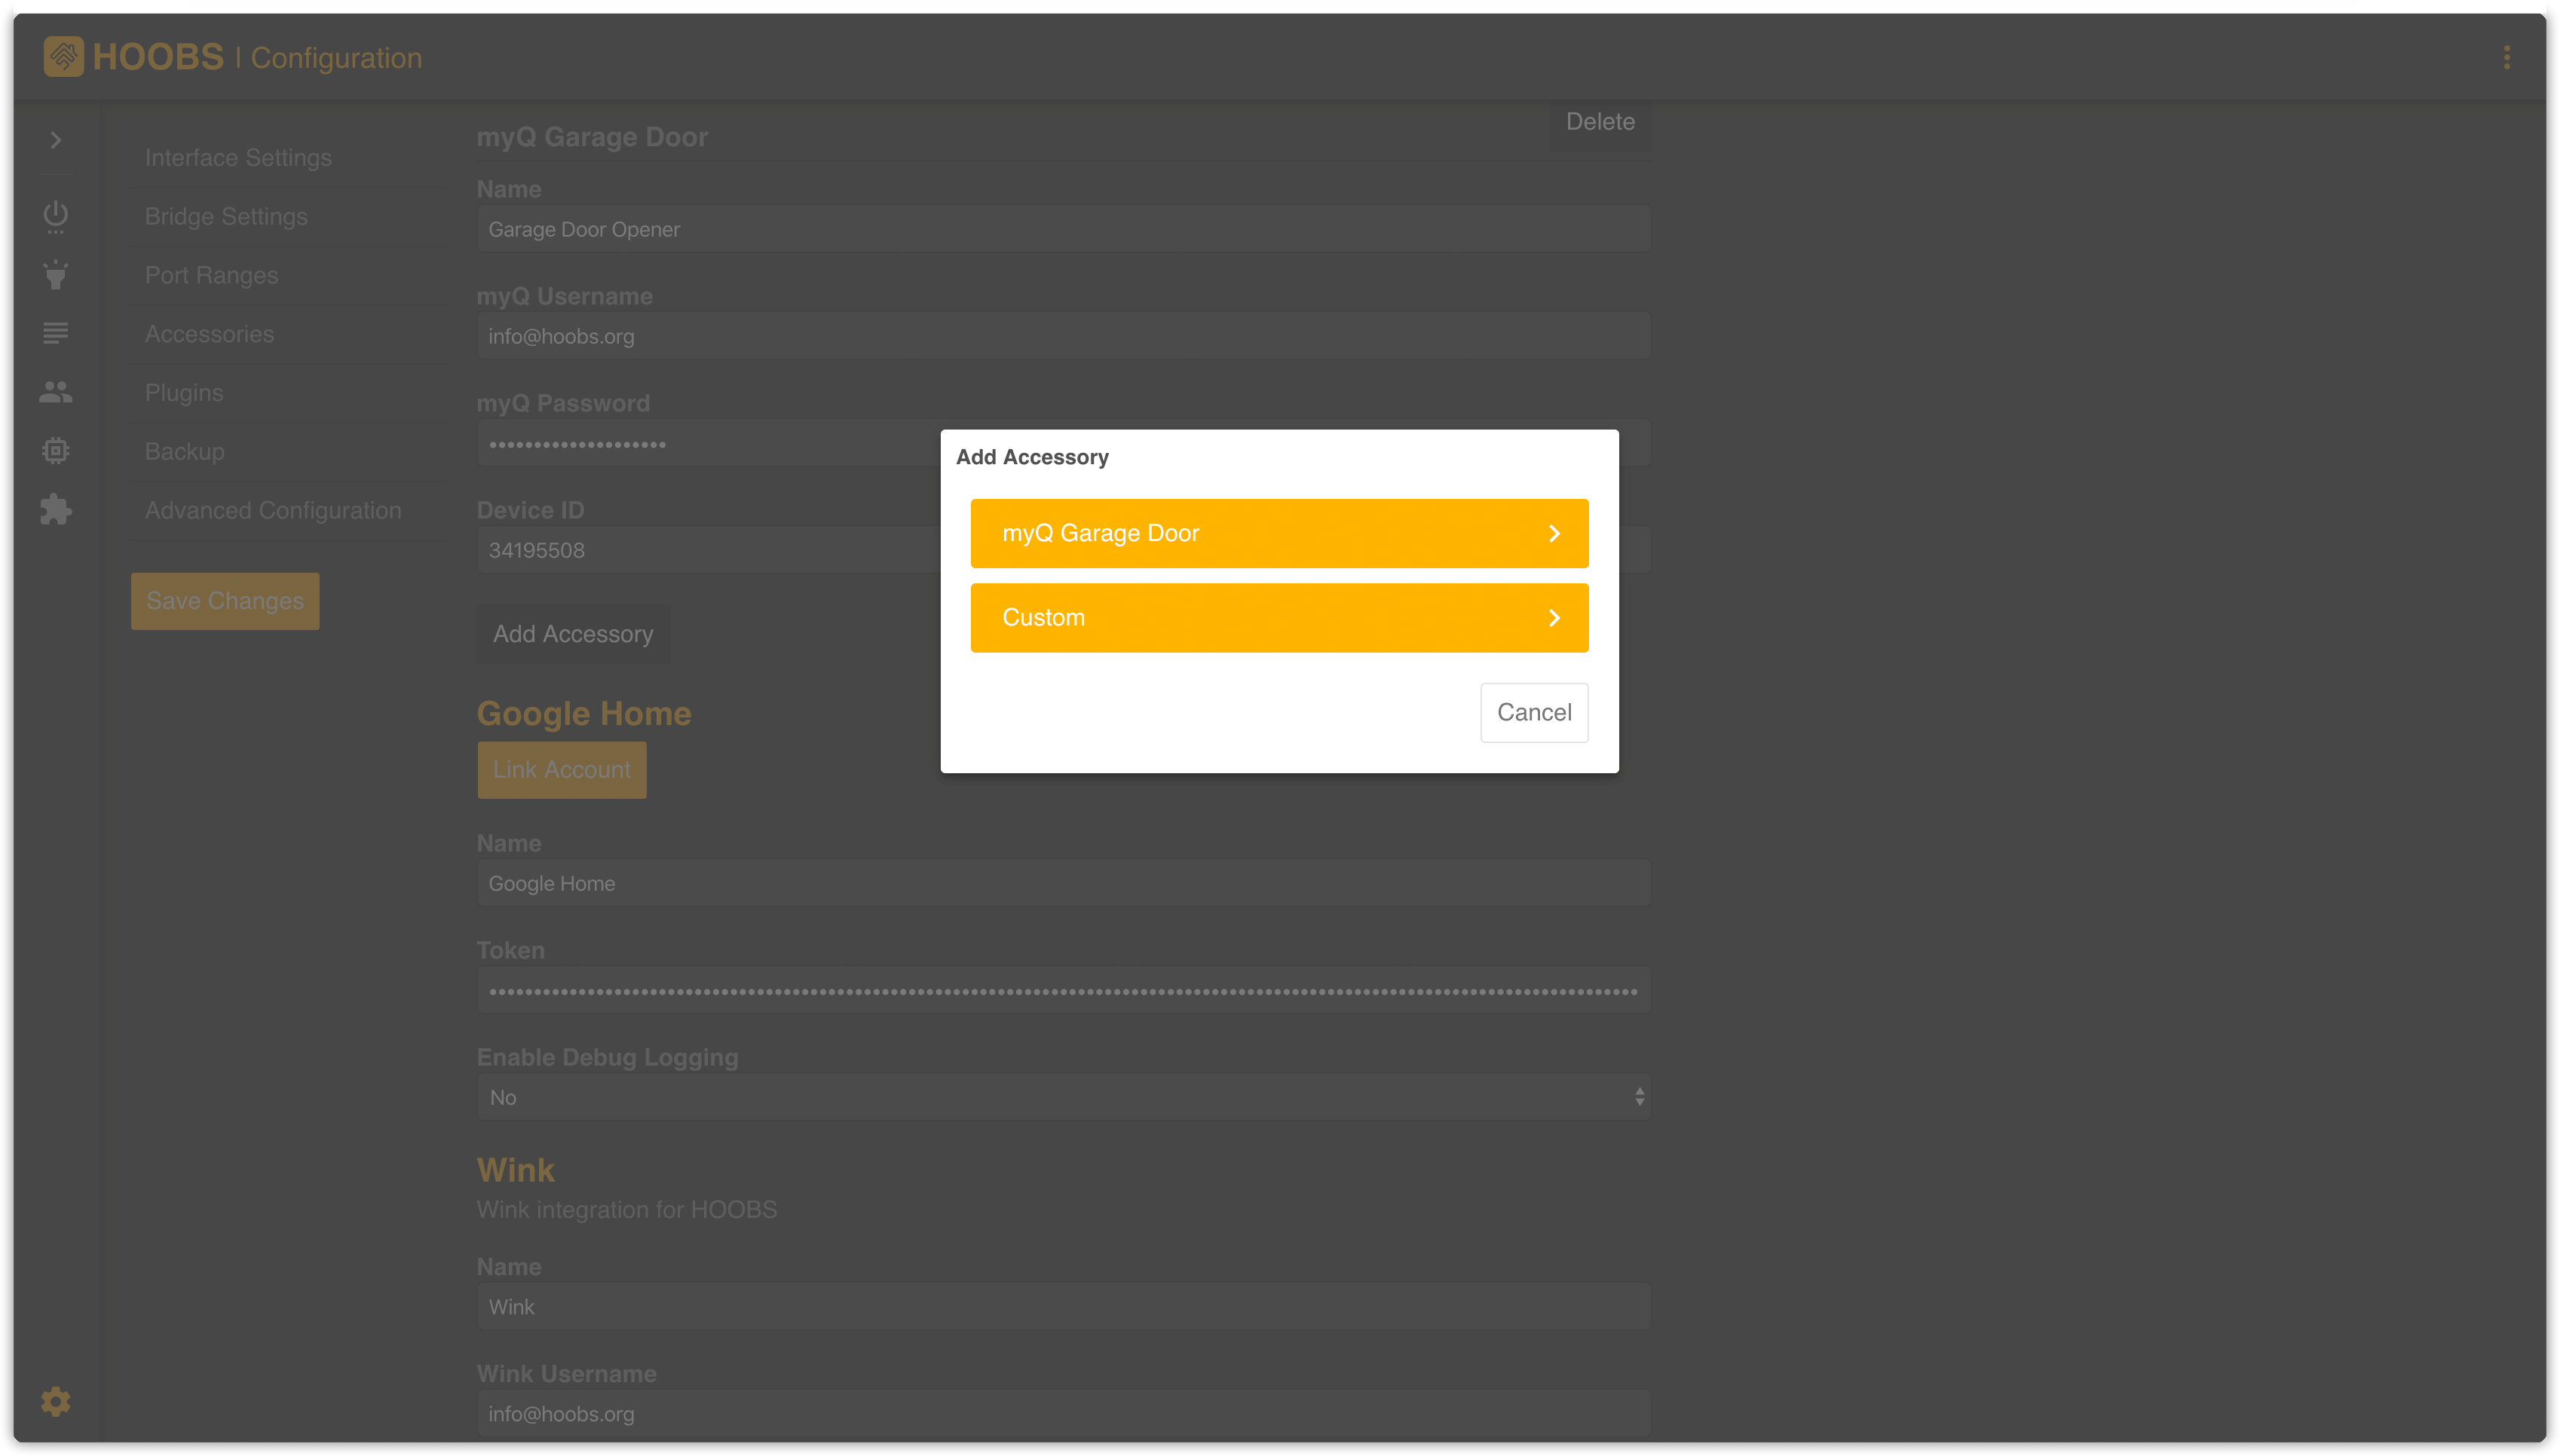 HOOBS | Configuration
Interface Settings
Bridge Settings
Port Ranges
Accessories
Plugins
Backup
Advanced Configuration
Save Changes
myQ Garage Door
Delete
Name
Garage Door Opener
myQ Username
info@hoobs.org
myQ Password
••••••••••••••••••••
Device ID
34195508
Add Accessory
Google Home
Link Account
Name
Google Home
Token
Enable Debug Logging
No
Wink
Wink integration for HOOBS
Name
Wink
Wink Username
info@hoobs.org
Add Accessory
myQ Garage Door
Custom
Cancel